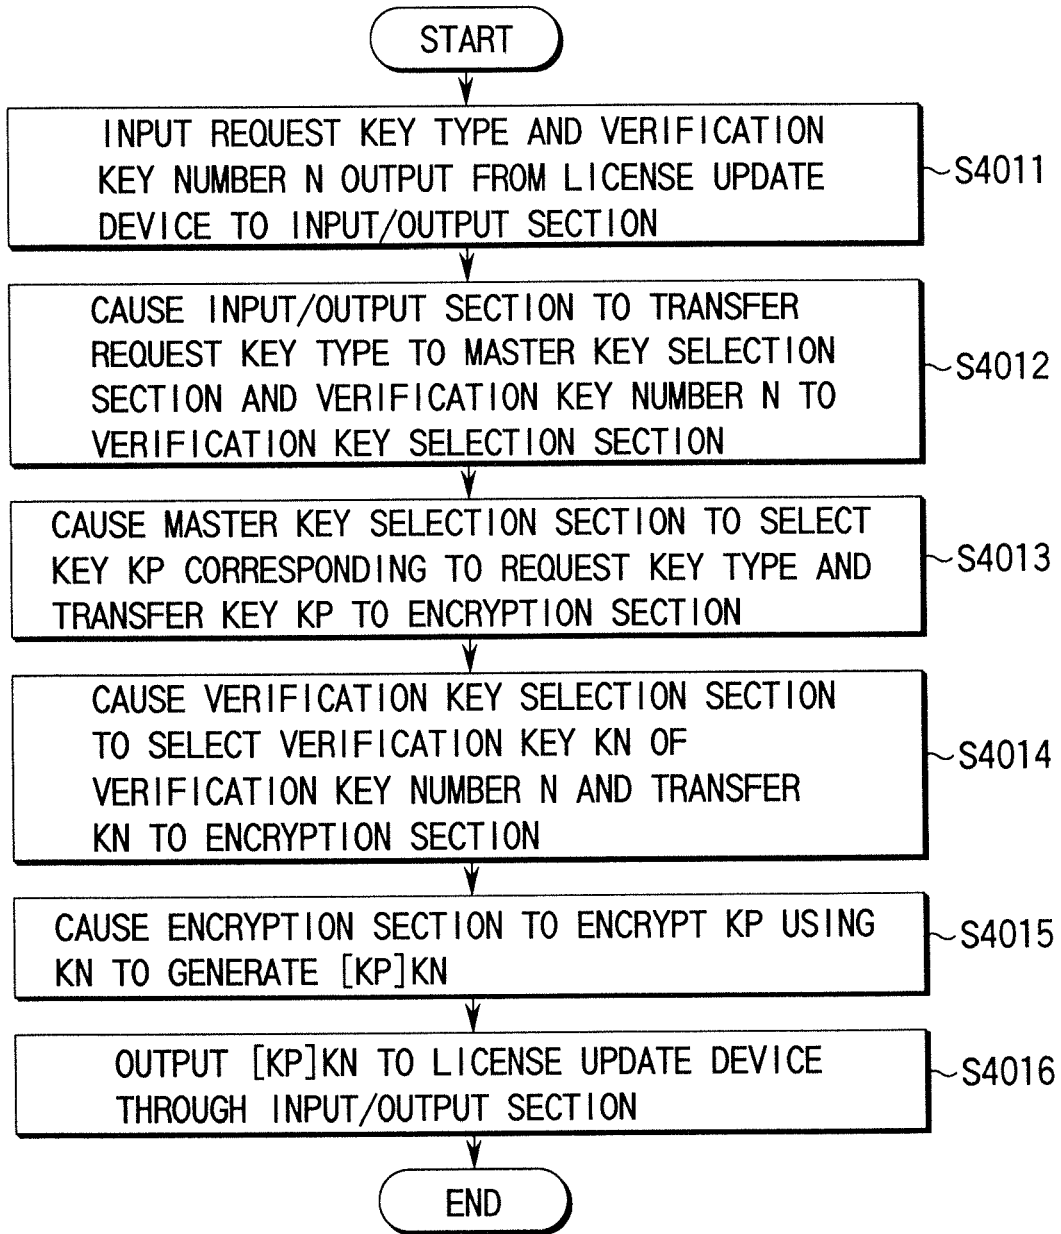 START
INPUT REQUEST KEY TYPE AND VERIFICATION
KEY NUMBER N OUTPUT FROM LICENSE UPDATE
DEVICE TO INPUT/OUTPUT SECTION
S4011
CAUSE INPUT/OUTPUT SECTION TO TRANSFER
REQUEST KEY TYPE TO MASTER KEY SELECTION
SECTION AND VERIFICATION KEY NUMBER N TO
VERIFICATION KEY SELECTION SECTION
S4012
CAUSE MASTER KEY SELECTION SECTION TO SELECT
KEY KP CORRESPONDING TO REQUEST KEY TYPE AND
TRANSFER KEY KP TO ENCRYPTION SECTION
S4013
CAUSE VERIFICATION KEY SELECTION SECTION
TO SELECT VERIFICATION KEY KN OF
VERIFICATION KEY NUMBER N AND TRANSFER
KN TO ENCRYPTION SECTION
S4014
CAUSE ENCRYPTION SECTION TO ENCRYPT KP USING
KN TO GENERATE [KP]KN
S4015
OUTPUT [KP]KN TO LICENSE UPDATE DEVICE
THROUGH INPUT/OUTPUT SECTION
S4016
END